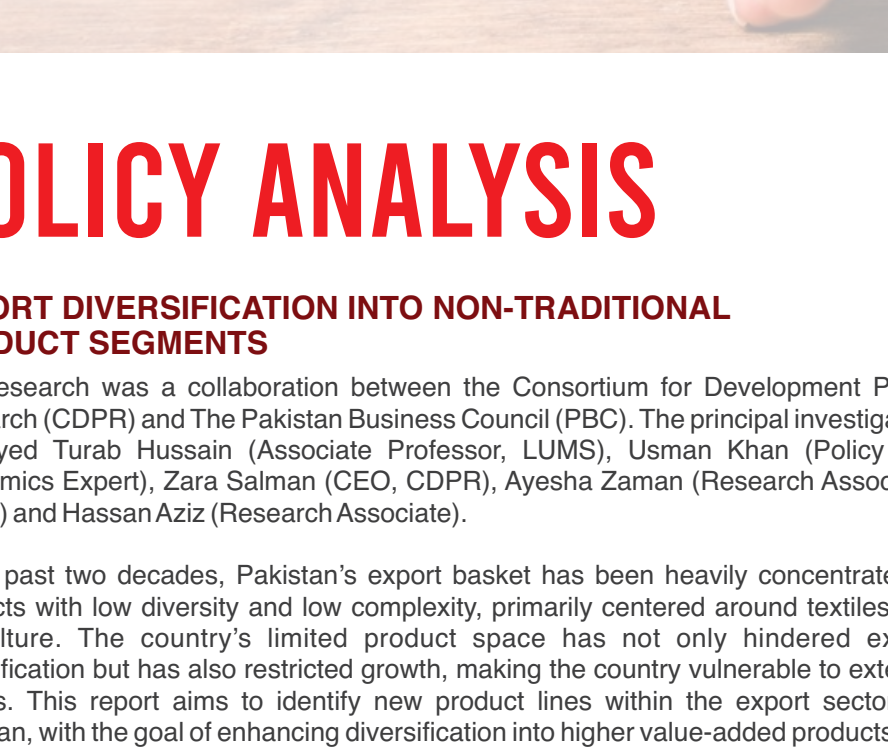 OLICY ANALYSIS
ORT DIVERSIFICATION INTO NON-TRADITIONAL
DUCT SEGMENTS
esearch was a collaboration between the Consortium for Development P
rch (CDPR) and The Pakistan Business Council (PBC). The principal investiga
yed Turab Hussain (Associate Professor, LUMS), Usman Khan (Policy
mics Expert), Zara Salman (CEO, CDPR), Ayesha Zaman (Research Assoc
) and Hassan Aziz (Research Associate).
past two decades, Pakistan’s export basket has been heavily concentrate
cts with low diversity and low complexity, primarily centered around textiles
lture. The country’s limited product space has not only hindered ex
fication but has also restricted growth, making the country vulnerable to exte
s. This report aims to identify new product lines within the export sector
an, with the goal of enhancing diversification into higher value-added products